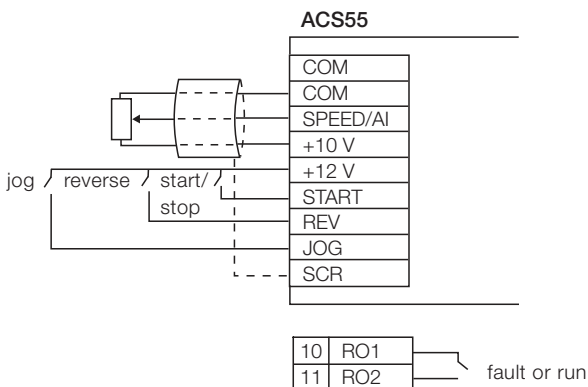 ACS55
COM
COM
SPEED/AI
+10 V
+12 V
START
REV
JOG
SCR
jog
reverse
start/
stop
10 RO1
11 RO2
fault or run